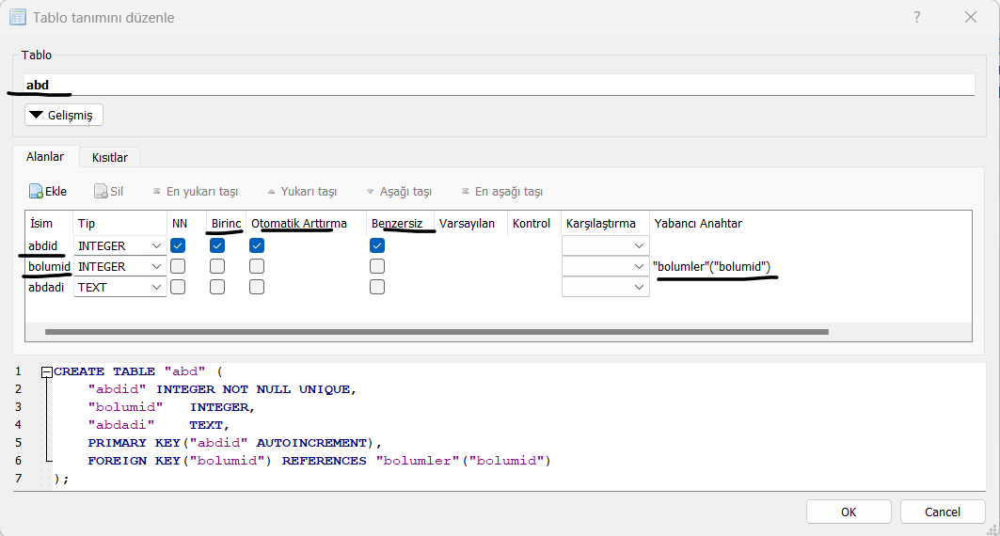 Tablo tanımını düzenle
Tablo
abd
Gelişmiş
Alanlar Kısıtlar
Ekle Sil En yukarı taşı Yukarı taşı Aşağı taşı En aşağı taşı
İsim Tip NN Birinc Otomatik Arttırma Benzersiz Varsayılan Kontrol Karşılaştırma Yabancı Anahtar
abdid INTEGER
bolumid INTEGER "bolumler"("bolumid")
abdadi TEXT
1 CREATE TABLE "abd" (
2 "abdid" INTEGER NOT NULL UNIQUE,
3 "bolumid" INTEGER,
4 "abdadi" TEXT,
5 PRIMARY KEY("abdid" AUTOINCREMENT),
6 FOREIGN KEY("bolumid") REFERENCES "bolumler"("bolumid")
7 );
OK Cancel